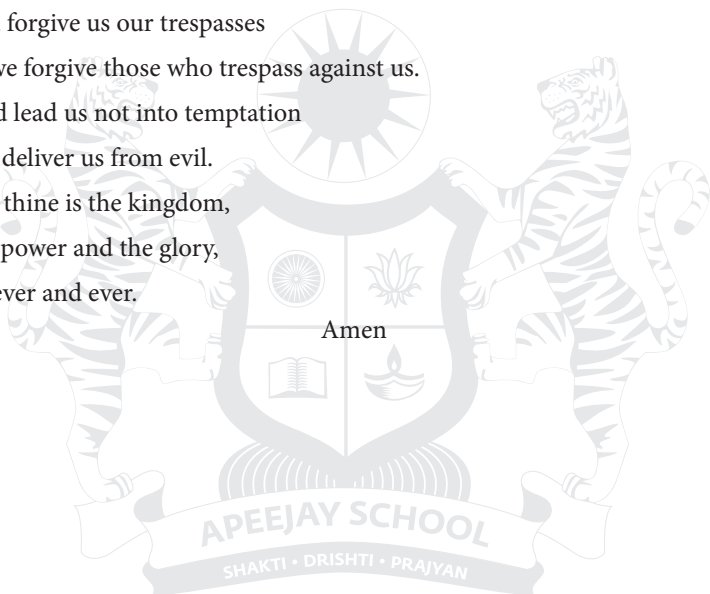 forgive us our trespasses
we forgive those who trespass against us.
lead us not into temptation
deliver us from evil.
thine is the kingdom,
power and the glory,
ever and ever.
Amen
APEEJAY SCHOOL
SHAKTI • DRISHTI • PRAJYAN